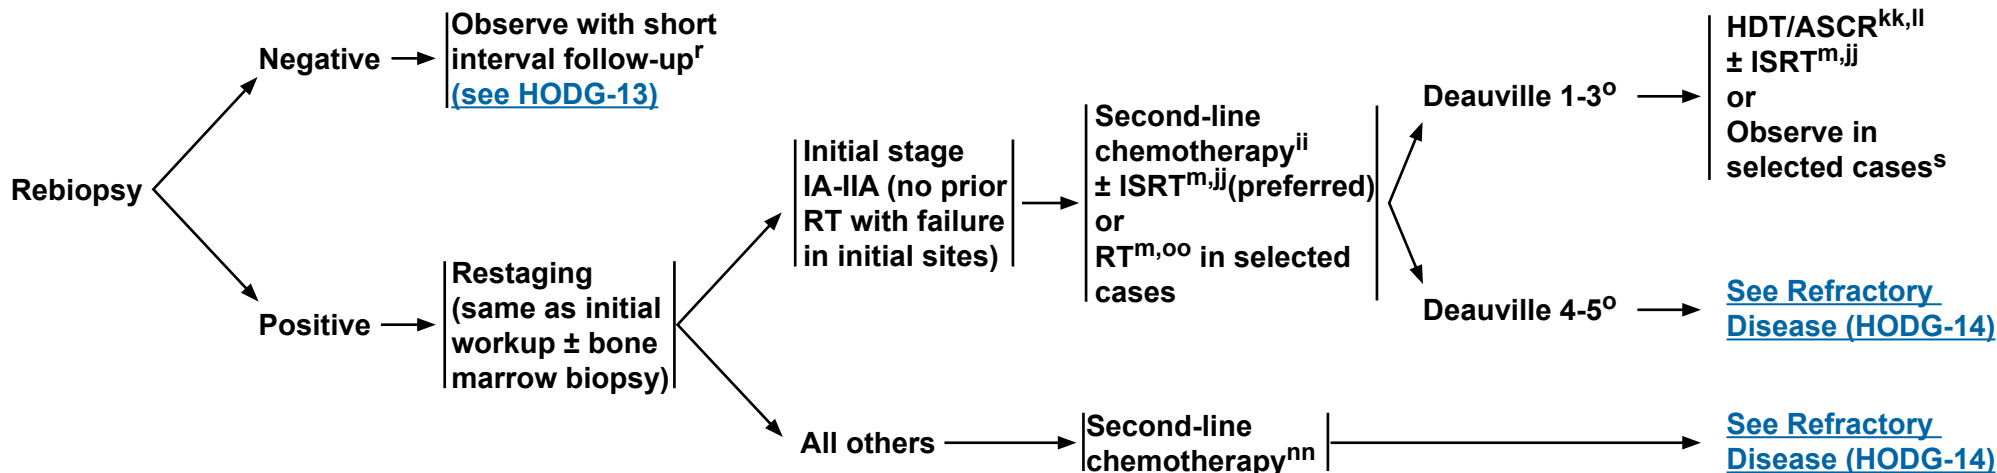 Rebiopsy
Negative
Observe with short
interval follow-upʳ
(see HODG-13)
Positive
Restaging
(same as initial
workup ± bone
marrow biopsy)
Initial stage
IA-IIA (no prior
RT with failure
in initial sites)
Second-line
chemotherapyⁱⁱ
± ISRTᵐ,ʲʲ(preferred)
or
RTᵐ,ᵒᵒ in selected
cases
Deauville 1-3ᵒ
HDT/ASCRᵏᵏ,ˡˡ
± ISRTᵐ,ʲʲ
or
Observe in
selected casesˢ
Deauville 4-5ᵒ
See Refractory
Disease (HODG-14)
All others
Second-line
chemotherapyⁿⁿ
See Refractory
Disease (HODG-14)